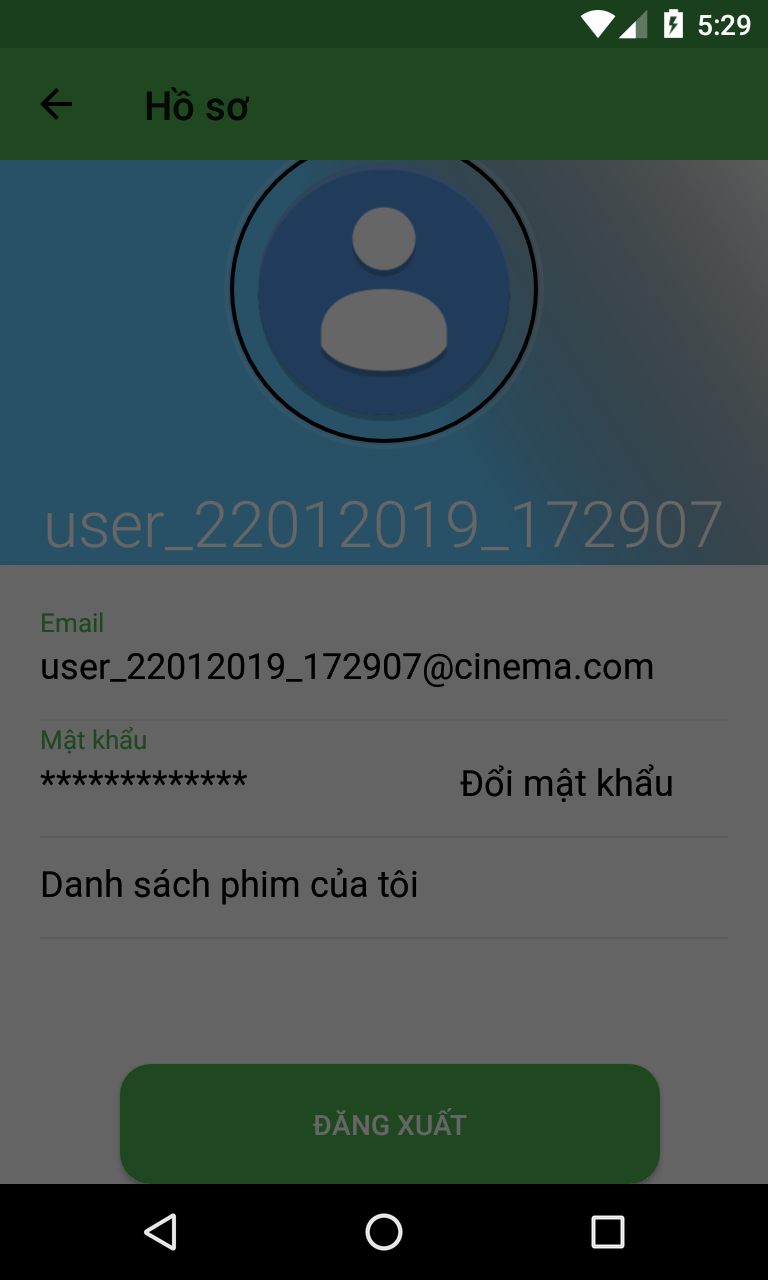 5:29
Hồ sơ
user_22012019_172907
Email
user_22012019_172907@cinema.com
Mật khẩu
*************
Đổi mật khẩu
Danh sách phim của tôi
ĐĂNG XUẤT